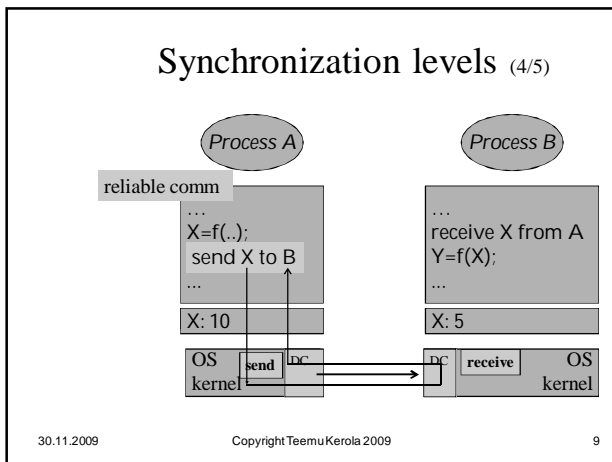 Synchronization levels (4/5)
Process A
Process B
reliable comm
...
X=f(..);
send X to B
...
...
receive X from A
Y=f(X);
...
X: 10
X: 5
OS
kernel
send
DC
DC
receive
OS
kernel
30.11.2009
Copyright Teemu Kerola 2009
9